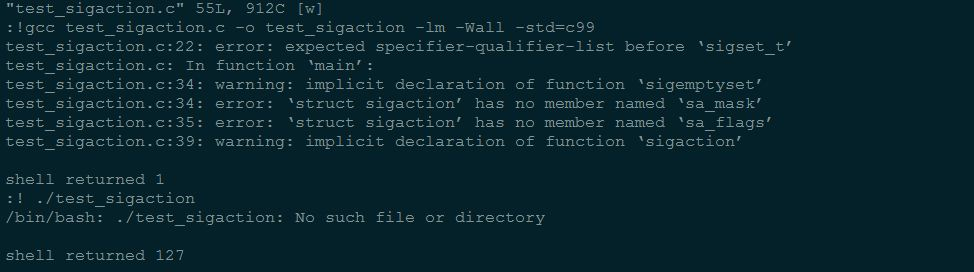 "test_sigaction.c" 55L, 912C [w]
:!gcc test_sigaction.c -o test_sigaction -lm -Wall -std=c99
test_sigaction.c:22: error: expected specifier-qualifier-list before ‘sigset_t’
test_sigaction.c: In function ‘main’:
test_sigaction.c:34: warning: implicit declaration of function ‘sigemptyset’
test_sigaction.c:34: error: ‘struct sigaction’ has no member named ‘sa_mask’
test_sigaction.c:35: error: ‘struct sigaction’ has no member named ‘sa_flags’
test_sigaction.c:39: warning: implicit declaration of function ‘sigaction’
shell returned 1
:! ./test_sigaction
/bin/bash: ./test_sigaction: No such file or directory
shell returned 127